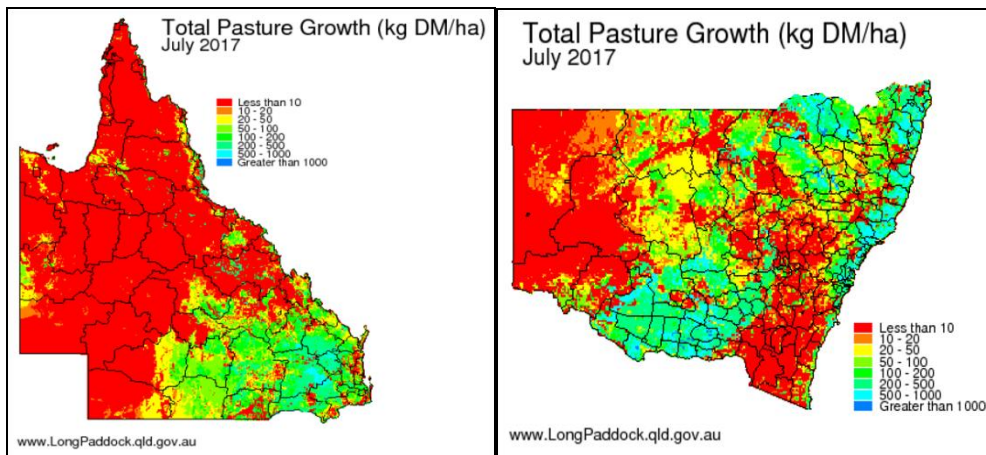 Total Pasture Growth (kg DM/ha)
July 2017
Less than 10
10 - 20
20 - 50
50 - 100
100 - 200
200 - 500
500 - 1000
Greater than 1000
www.LongPaddock.qld.gov.au
Total Pasture Growth (kg DM/ha)
July 2017
Less than 10
10 - 20
20 - 50
50 - 100
100 - 200
200 - 500
500 - 1000
Greater than 1000
www.LongPaddock.qld.gov.au